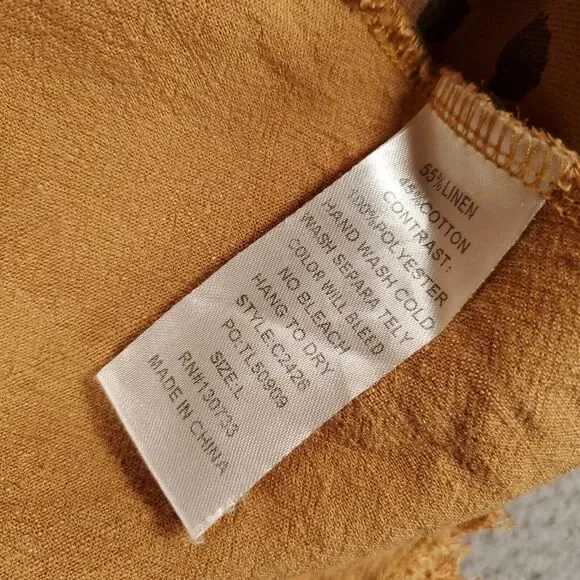 55%LINEN
45%COTTON
CONTRAST:
100%POLYESTER
HAND WASH COLD
WASH SEPARA TELY
COLOR WILL BLEED
NO BLEACH
HANG TO DRY
STYLE:C2426
PO:TL50909
SIZE:L
RN#130733
MADE IN CHINA